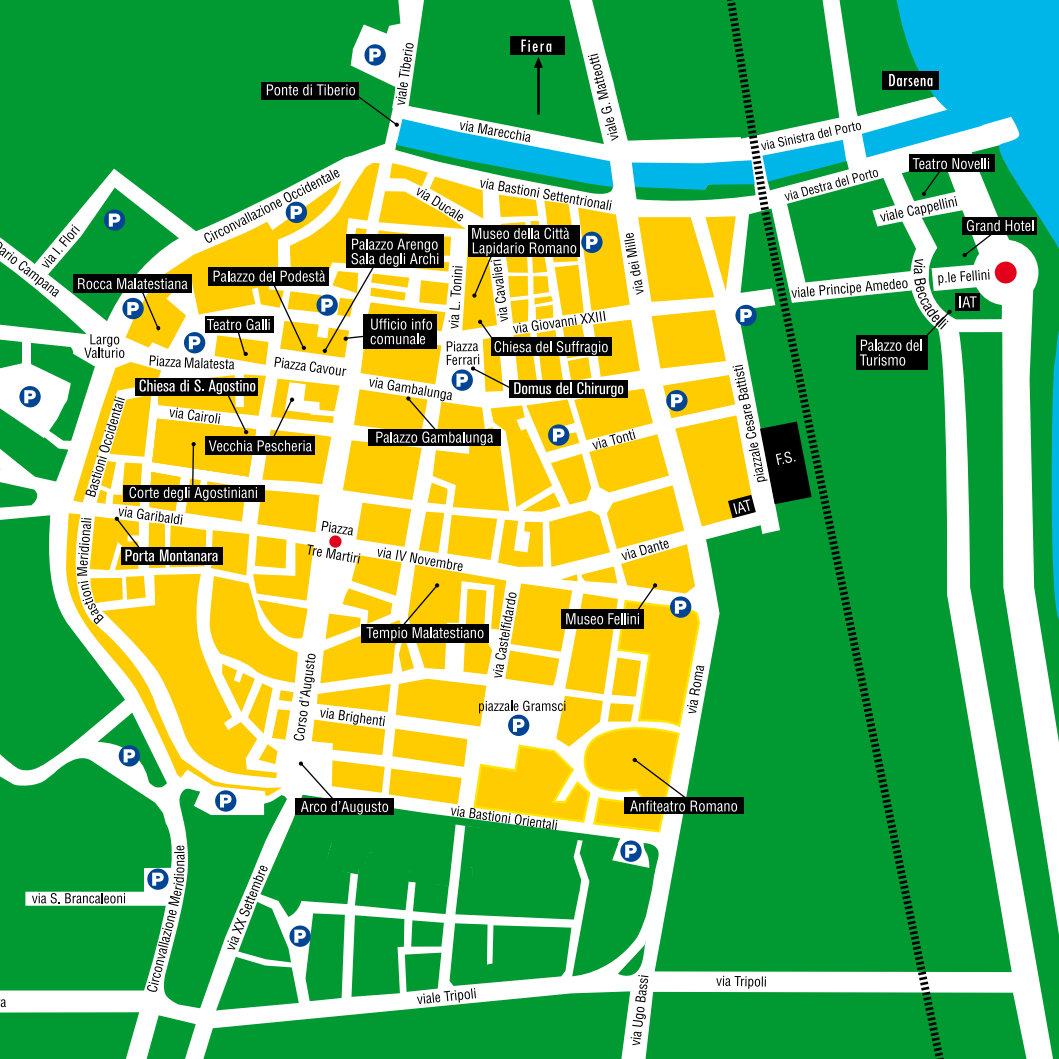 Fiera
P
viale Tiberio
viale G. Matteotti
Darsena
Ponte di Tiberio
via Marecchia
via Sinistra del Porto
Teatro Novelli
via Destra del Porto
Circonvallazione Occidentale
via Ducale
via Bastioni Settentrionali
viale Cappellini
P
P
via I. Flori
Dario Campana
Palazzo Arengo
Sala degli Archi
Museo della Città
Lapidario Romano
P
Grand Hotel
via dei Mille
Rocca Malatestiana
Palazzo del Podestà
via L. Tonini
via Cavalieri
viale Principe Amedeo
via Beccadelli
p.le Fellini
IAT
P
P
P
Teatro Galli
Ufficio info
comunale
via Giovanni XXIII
P
Largo
Valturio
Piazza Malatesta
Piazza Cavour
Piazza
Ferrari
Chiesa del Suffragio
Palazzo del
Turismo
P
Chiesa di S. Agostino
via Gambalunga
P
Domus del Chirurgo
P
piazzale Cesare Battisti
Bastioni Occidentali
via Cairoli
Vecchia Pescheria
Palazzo Gambalunga
P
via Tonti
F.S.
Corte degli Agostiniani
IAT
via Garibaldi
Piazza
Tre Martiri
Porta Montanara
via IV Novembre
via Dante
Bastioni Meridionali
P
Museo Fellini
Tempio Malatestiano
via Castelfidardo
Corso d'Augusto
via Roma
via Brighenti
piazzale Gramsci
P
P
P
Arco d'Augusto
Anfiteatro Romano
via Bastioni Orientali
P
P
via S. Brancaleoni
Circonvallazione Meridionale
via XX Settembre
P
viale Tripoli
via Tripoli
via Ugo Bassi
a